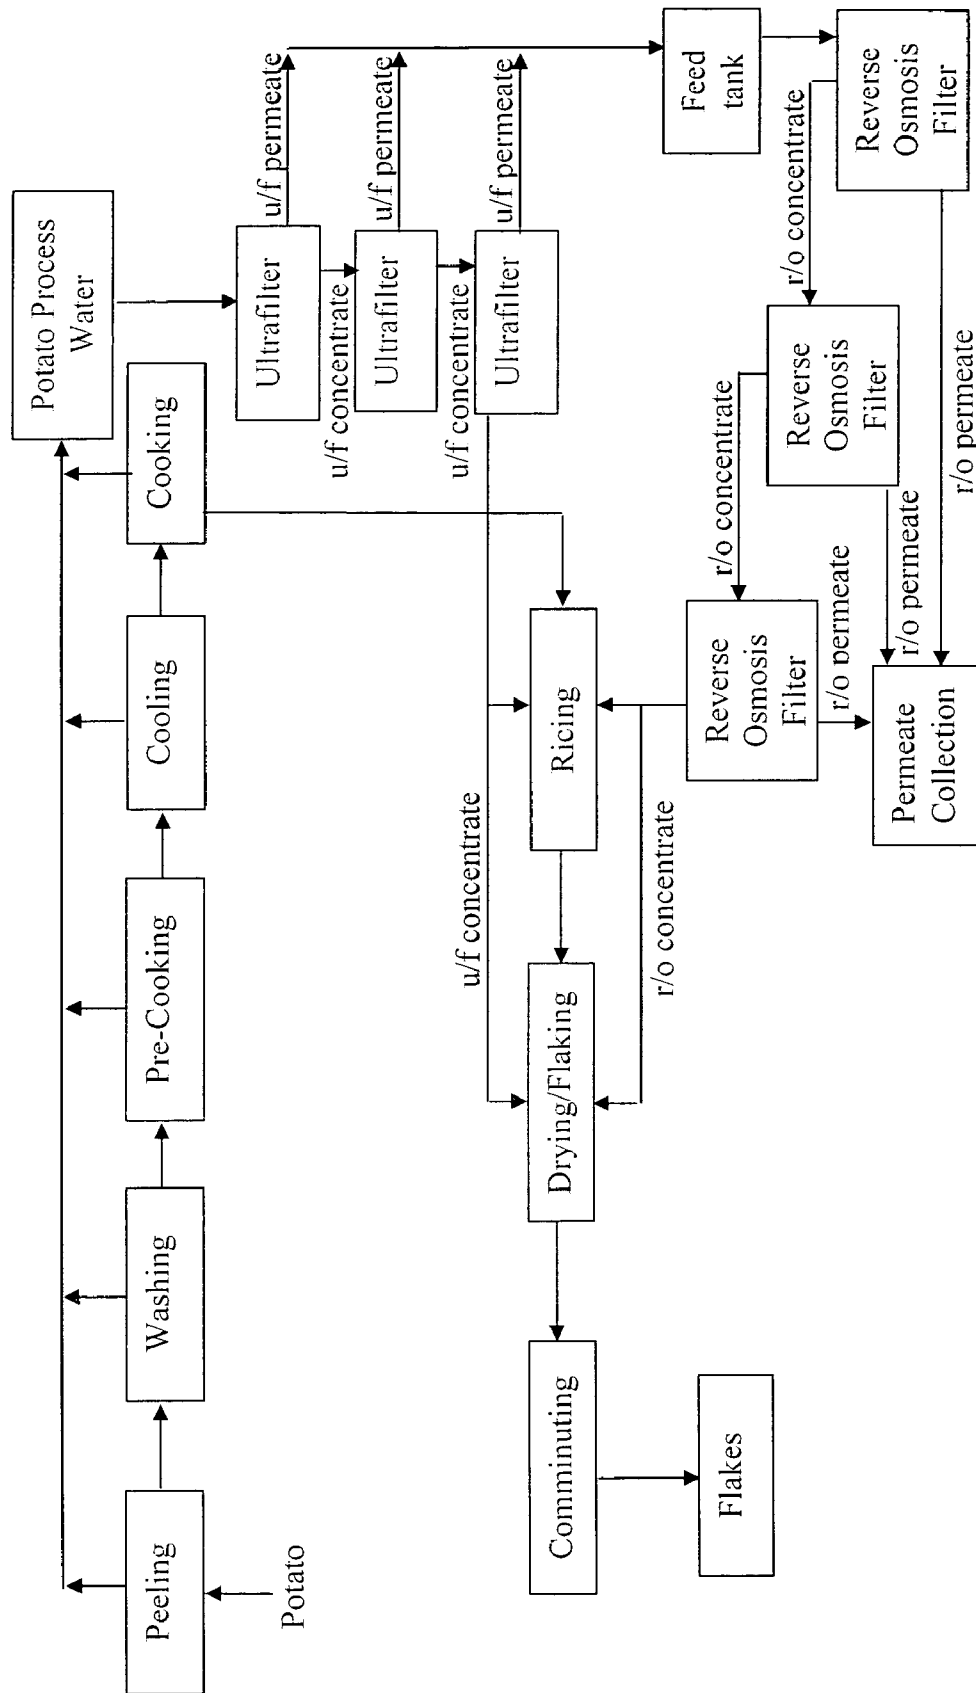 Potato
Peeling
Washing
Pre-Cooking
Cooling
Cooking
Potato Process
Water
Ultrafilter
u/f permeate
u/f concentrate
Ultrafilter
u/f permeate
u/f concentrate
Ultrafilter
u/f permeate
u/f concentrate
Feed
tank
Reverse
Osmosis
Filter
r/o concentrate
r/o permeate
Reverse
Osmosis
Filter
r/o concentrate
r/o permeate
Reverse
Osmosis
Filter
r/o concentrate
r/o permeate
Permeate
Collection
Ricing
Drying/Flaking
Comminuting
Flakes